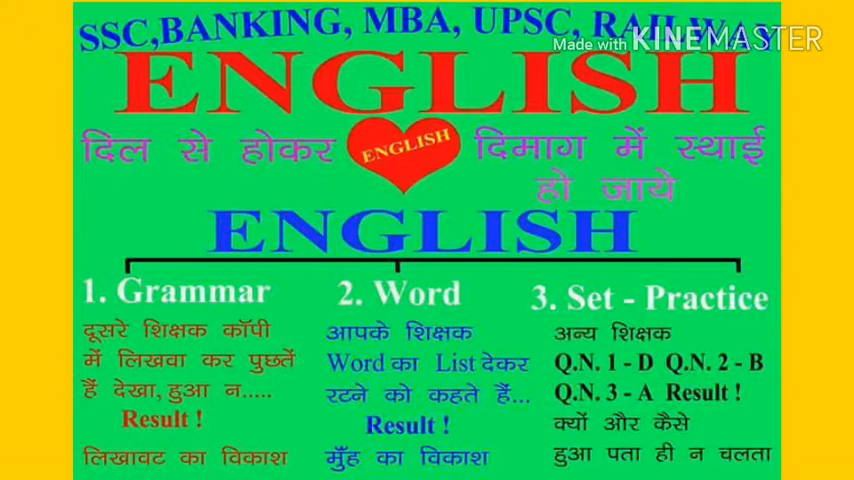 SSC,BANKING, MBA, UPSC, RAILWAY
Made with KINEMASTER
ENGLISH
दिल से होकर ENGLISH दिमाग में स्थाई
हो जाये
ENGLISH
1. Grammar
दूसरे शिक्षक कॉपी
में लिखवा कर पुछतें
हैं देखा, हुआ न.....
Result !
लिखावट का विकाश
2. Word
आपके शिक्षक
Word का List देकर
रटने को कहते हैं...
Result !
मुँह का विकाश
3. Set - Practice
अन्य शिक्षक
Q.N. 1 - D Q.N. 2 - B
Q.N. 3 - A Result !
क्यों और कैसे
हुआ पता ही न चलता